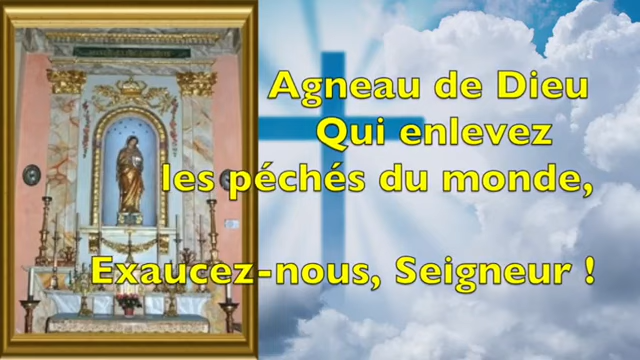 Agneau de Dieu
Qui enlevez
les péchés du monde,
Exaucez-nous, Seigneur !